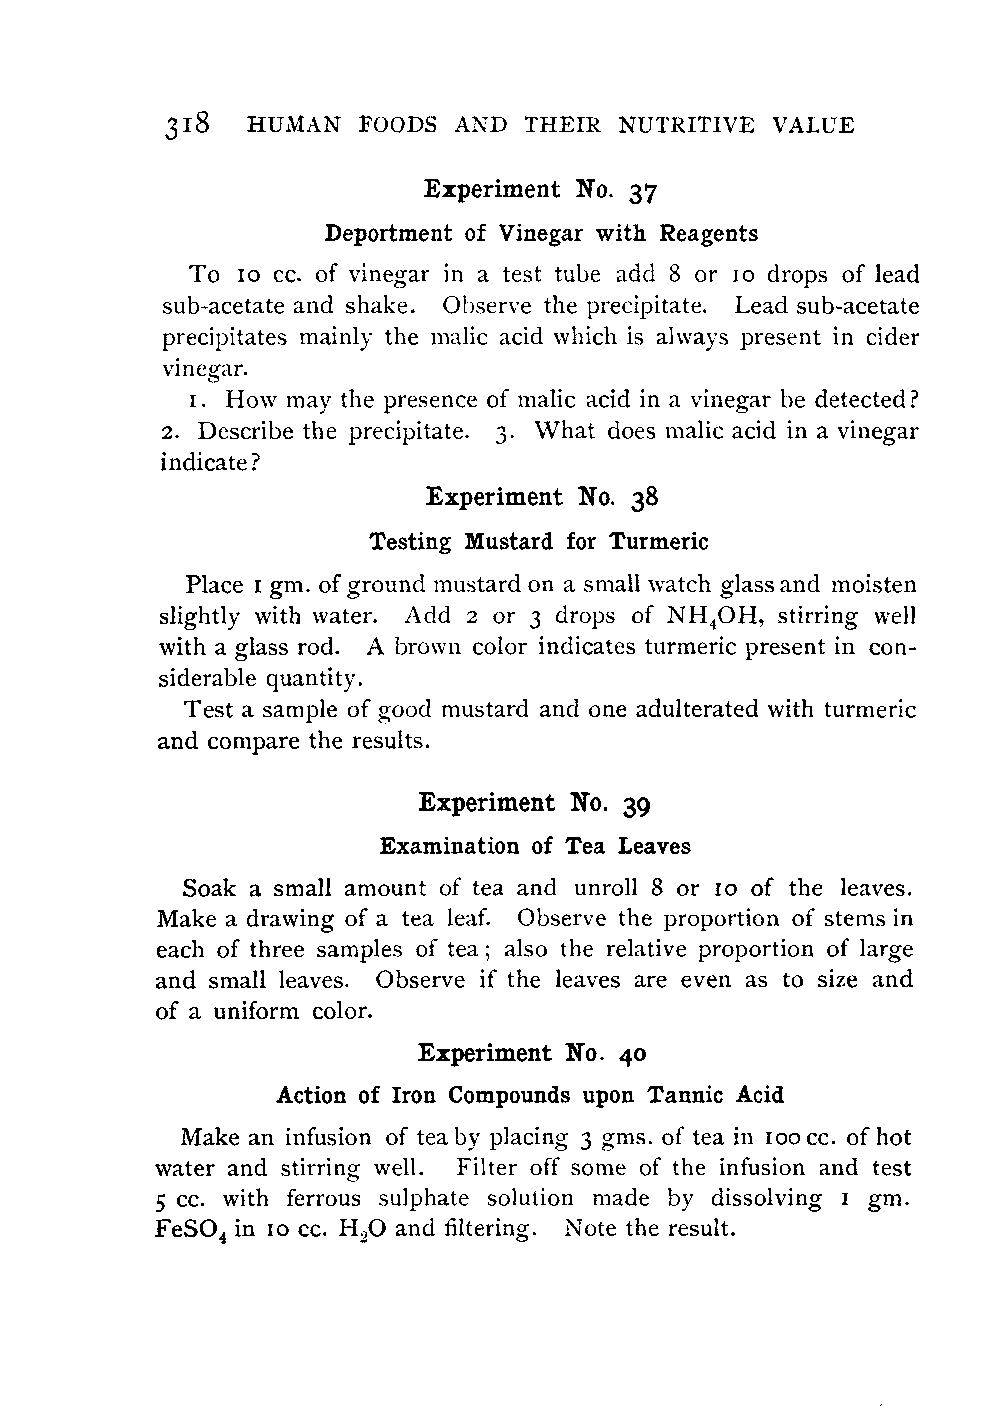 318 HUMAN FOODS AND THEIR NUTRITIVE VALUE
Experiment No. 37
Deportment of Vinegar with Reagents
To 10 cc. of vinegar in a test tube add 8 or 10 drops of lead
sub-acetate and shake. Observe the precipitate. Lead sub-acetate
precipitates mainly the malic acid which is always present in cider
vinegar.
1. How may the presence of malic acid in a vinegar be detected?
2. Describe the precipitate. 3. What does malic acid in a vinegar
indicate?
Experiment No. 38
Testing Mustard for Turmeric
Place 1 gm. of ground mustard on a small watch glass and moisten
slightly with water. Add 2 or 3 drops of NH₄OH, stirring well
with a glass rod. A brown color indicates turmeric present in con-
siderable quantity.
Test a sample of good mustard and one adulterated with turmeric
and compare the results.
Experiment No. 39
Examination of Tea Leaves
Soak a small amount of tea and unroll 8 or 10 of the leaves.
Make a drawing of a tea leaf. Observe the proportion of stems in
each of three samples of tea; also the relative proportion of large
and small leaves. Observe if the leaves are even as to size and
of a uniform color.
Experiment No. 40
Action of Iron Compounds upon Tannic Acid
Make an infusion of tea by placing 3 gms. of tea in 100 cc. of hot
water and stirring well. Filter off some of the infusion and test
5 cc. with ferrous sulphate solution made by dissolving 1 gm.
FeSO₄ in 10 cc. H₂O and filtering. Note the result.